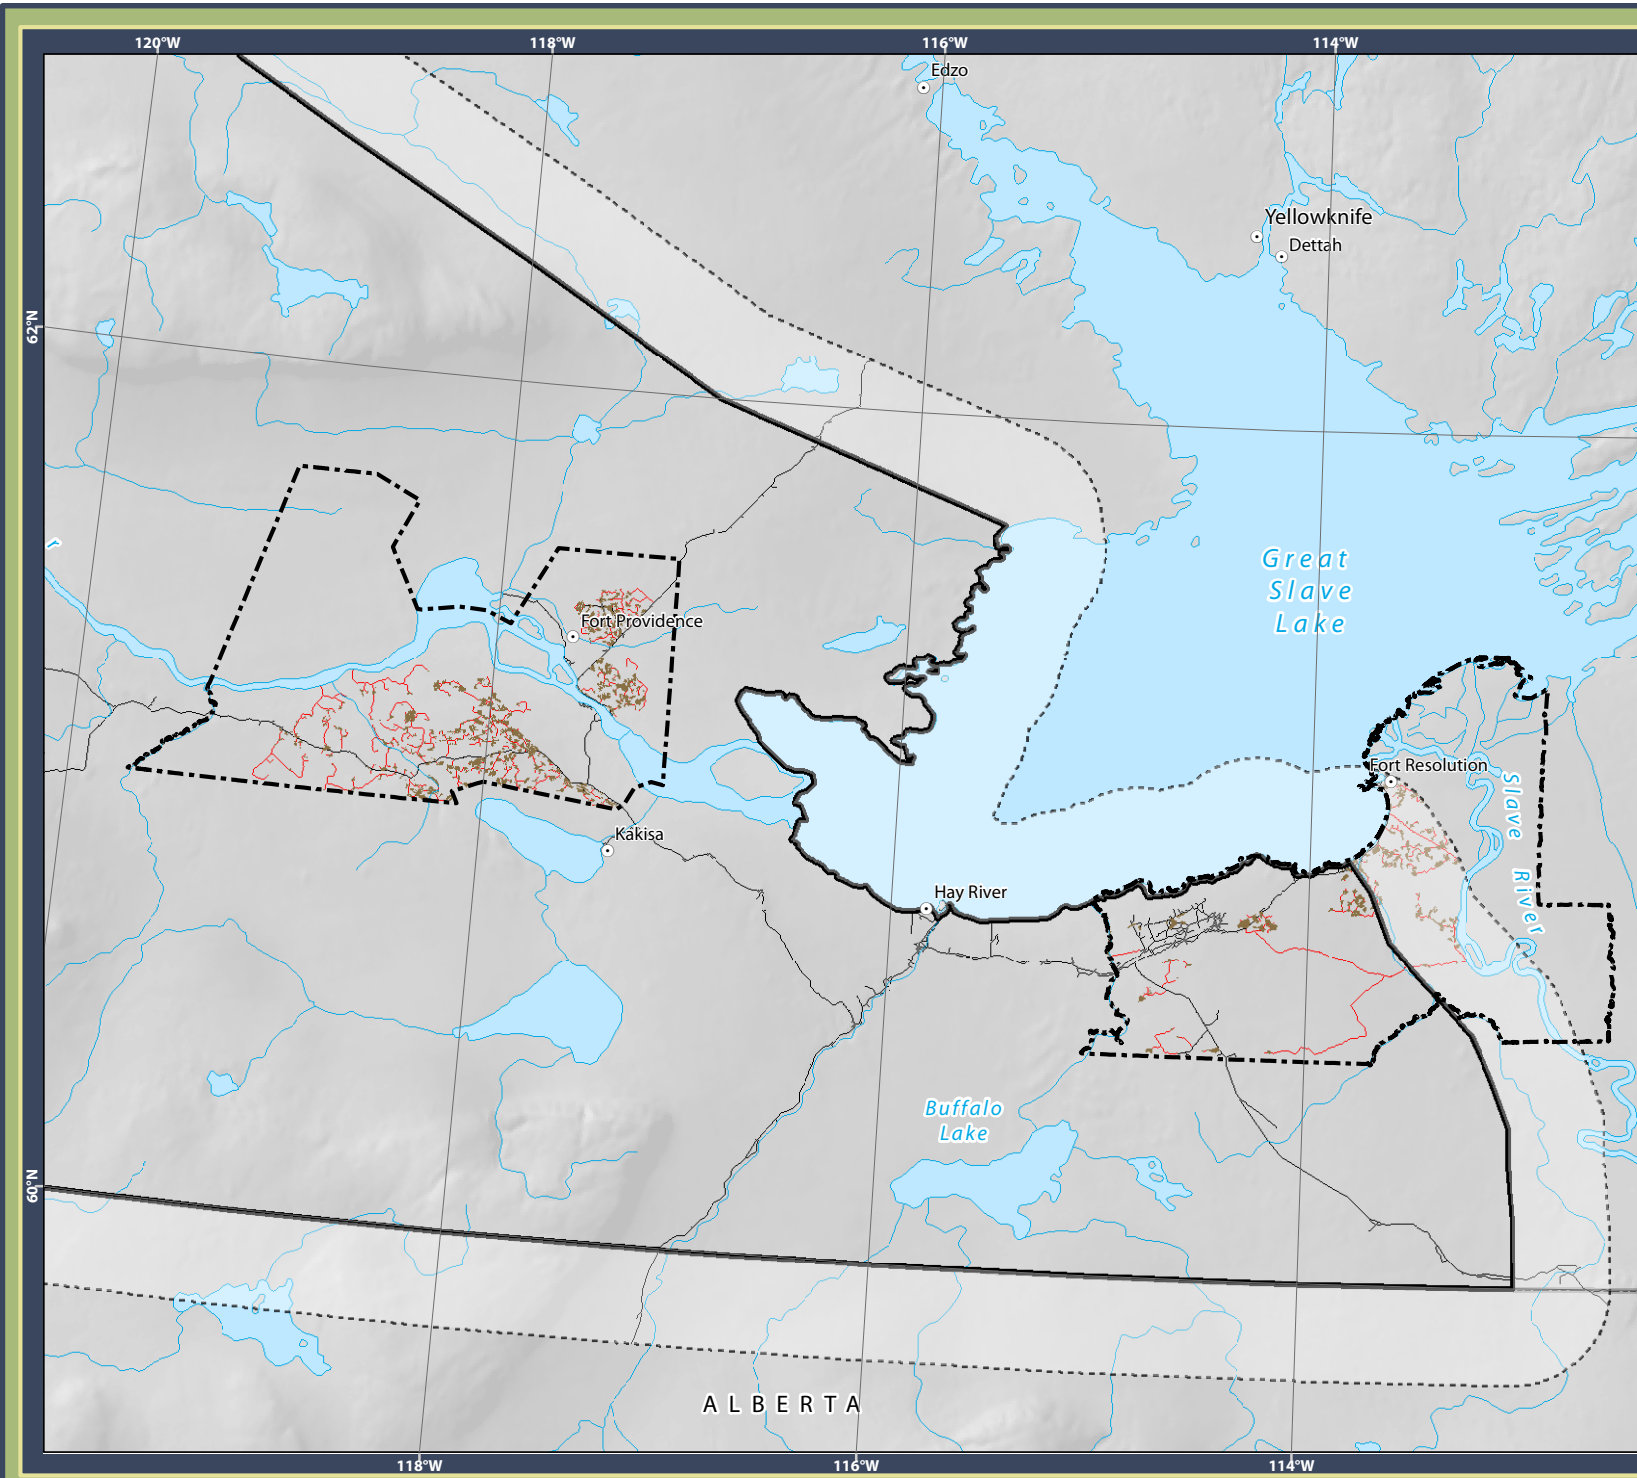 120°W
118°W
116°W
114°W
Edzo
Yellowknife
Dettah
62°N
r
Great
Slave
Lake
Fort Providence
Fort Resolution
Slave
River
Kakisa
Hay River
Buffalo
Lake
60°N
ALBERTA
118°W
116°W
114°W